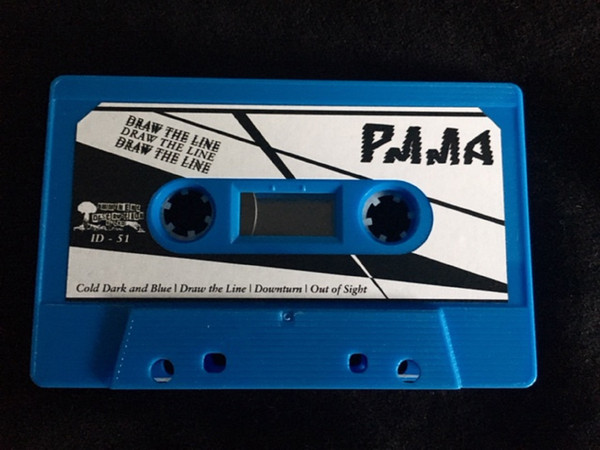 DRAW THE LINE
DRAW THE LINE
DRAW THE LINE
PMMA
ID - 51
Cold Dark and Blue | Draw the Line | Downturn | Out of Sight